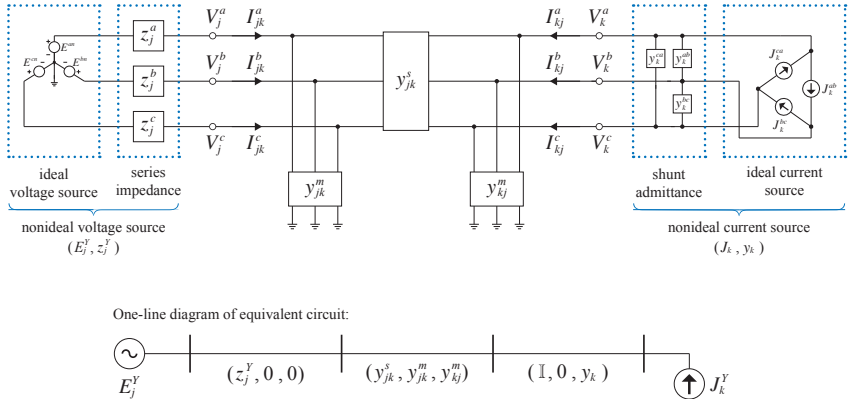 V_j^a I_{jk}^a I_{kj}^a V_k^a
z_j^a
E^{an}
E^{cn} E^{bn}
V_j^b I_{jk}^b y_{jk}^s I_{kj}^b V_k^b
z_j^b
y_k^{ca} y_k^{ab}
y_k^{bc}
J_k^{ca}
J_k^{ab}
J_k^{bc}
z_j^c
V_j^c I_{jk}^c I_{kj}^c V_k^c
y_{jk}^m y_{kj}^m
ideal voltage source
series impedance
shunt admittance
ideal current source
nonideal voltage source
(E_j^Y, z_j^Y)
nonideal current source
(J_k, y_k)
One-line diagram of equivalent circuit:
E_j^Y (z_j^Y, 0, 0) (y_{jk}^s, y_{jk}^m, y_{kj}^m) (𝕀, 0, y_k) J_k^Y